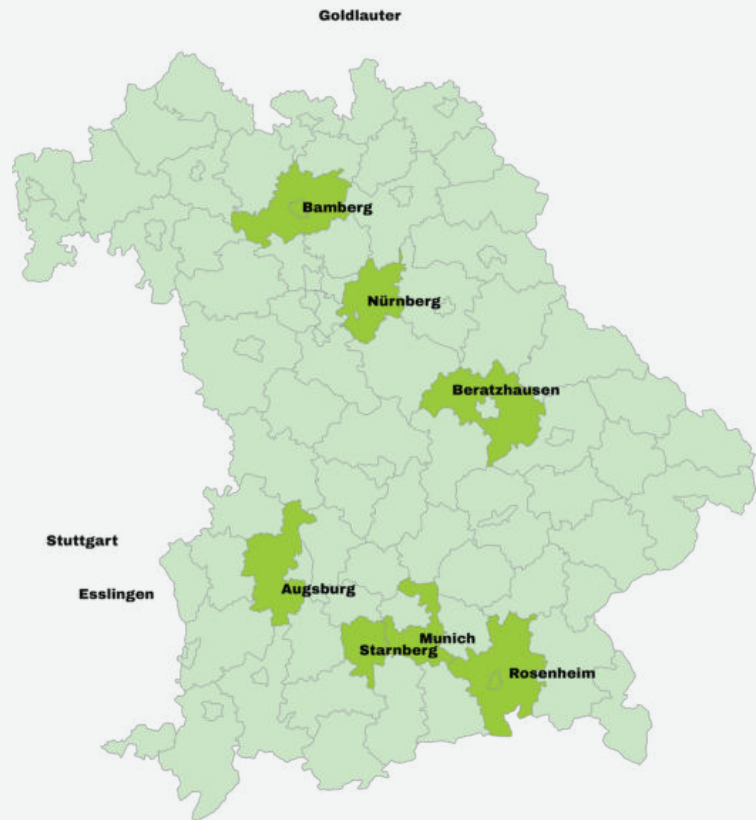 Goldlauter
Bamberg
Nürnberg
Beratzhausen
Stuttgart
Esslingen
Augsburg
Munich
Starnberg
Rosenheim